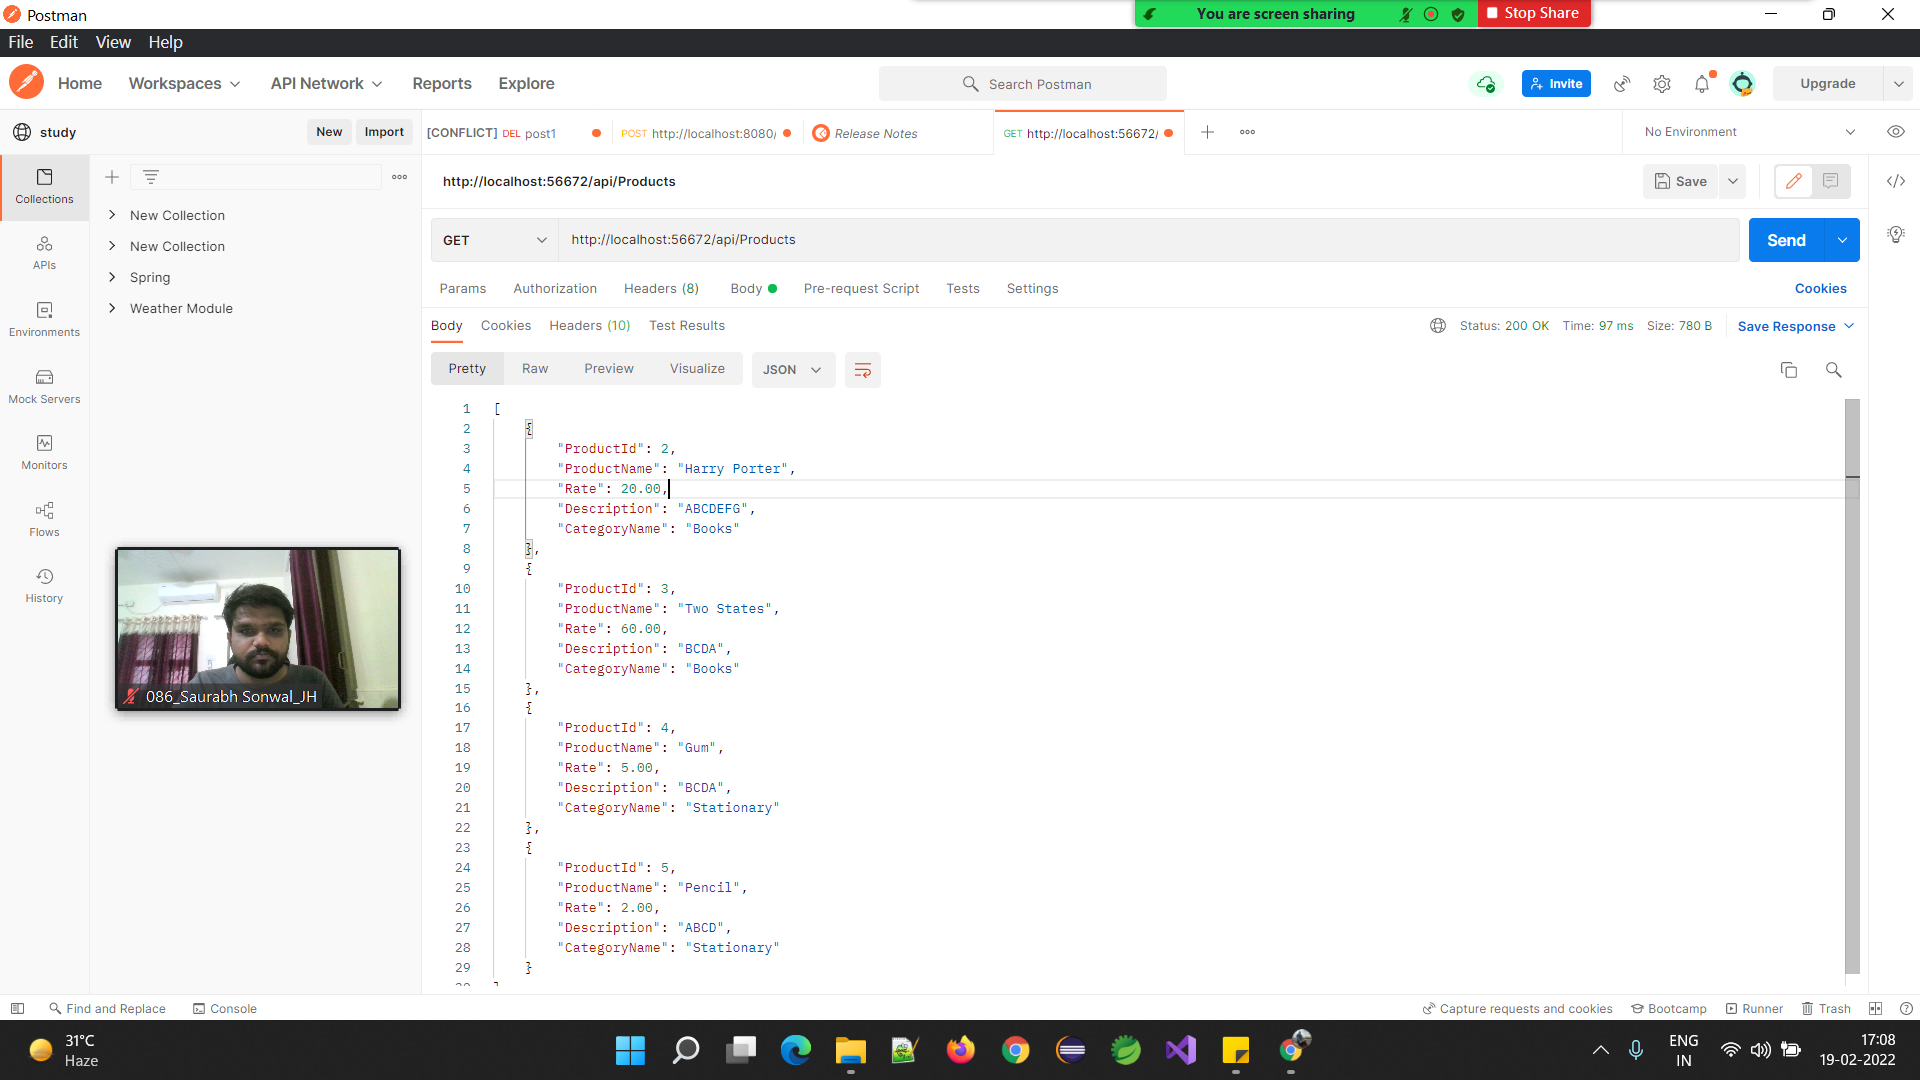 Postman
You are screen sharing
Stop Share
File Edit View Help
Home Workspaces API Network Reports Explore
Search Postman
Invite
Upgrade
study
New Import
[CONFLICT] DEL post1
POST http://localhost:8080/
Release Notes
GET http://localhost:56672/
No Environment
Collections
APIs
Environments
Mock Servers
Monitors
Flows
History
New Collection
New Collection
Spring
Weather Module
086_Saurabh Sonwal_JH
http://localhost:56672/api/Products
Save
GET http://localhost:56672/api/Products
Send
Params Authorization Headers (8) Body Pre-request Script Tests Settings
Cookies
Body Cookies Headers (10) Test Results
Status: 200 OK Time: 97 ms Size: 780 B Save Response
Pretty Raw Preview Visualize JSON
1 [
2 {
3 "ProductId": 2,
4 "ProductName": "Harry Porter",
5 "Rate": 20.00,
6 "Description": "ABCDEFG",
7 "CategoryName": "Books"
8 },
9 {
10 "ProductId": 3,
11 "ProductName": "Two States",
12 "Rate": 60.00,
13 "Description": "BCDA",
14 "CategoryName": "Books"
15 },
16 {
17 "ProductId": 4,
18 "ProductName": "Gum",
19 "Rate": 5.00,
20 "Description": "BCDA",
21 "CategoryName": "Stationary"
22 },
23 {
24 "ProductId": 5,
25 "ProductName": "Pencil",
26 "Rate": 2.00,
27 "Description": "ABCD",
28 "CategoryName": "Stationary"
29 }
Find and Replace Console
Capture requests and cookies Bootcamp Runner Trash
31°C
Haze
ENG
IN
17:08
19-02-2022